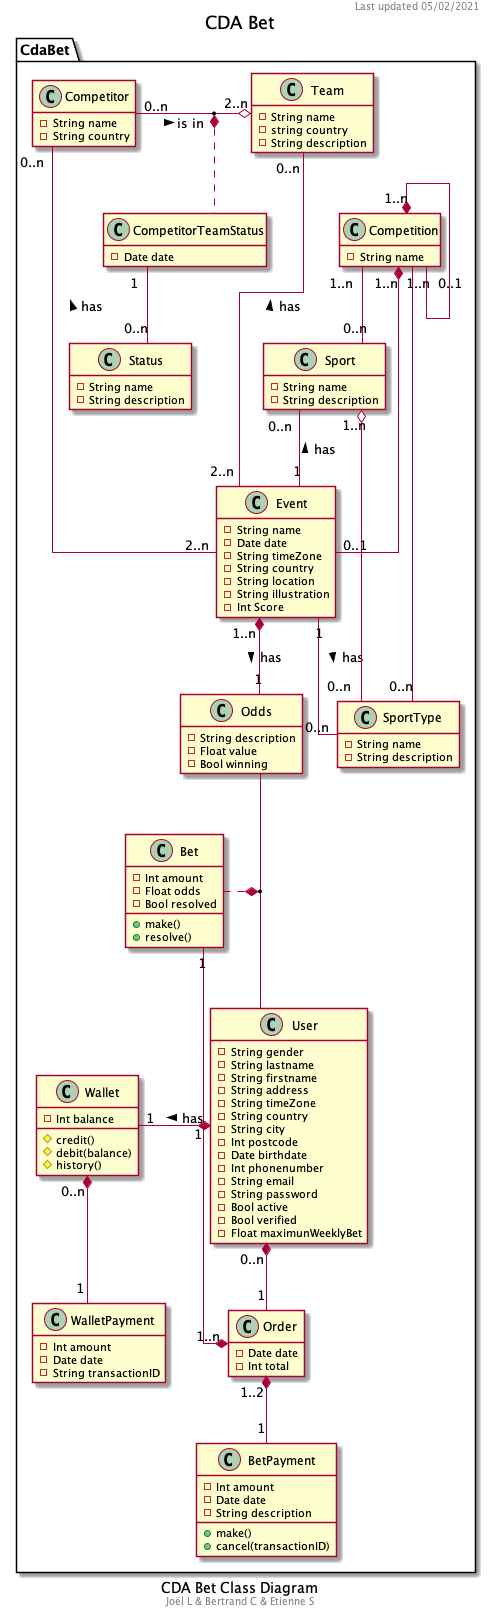 Last updated 05/02/2021
CDA Bet
CdaBet
Competitor
String name
String country
0..n
2..n
is in
Team
String name
string country
String description
0..n
0..n
CompetitorTeamStatus
Date date
1..n
Competition
String name
1
has
has
0..n
1..n
1..n
1..n
0..1
0..n
Status
String name
String description
Sport
String name
String description
0..n
1..n
has
2..n
1
Event
String name
Date date
String timeZone
String country
String location
String illustration
Int Score
2..n
0..1
1..n
1
has
has
1
0..n
0..n
Odds
String description
Float value
Bool winning
0..n
SportType
String name
String description
Bet
Int amount
Float odds
Bool resolved
make()
resolve()
1
User
String gender
String lastname
String firstname
String address
String timeZone
String country
String city
Int postcode
Date birthdate
Int phonenumber
String email
String password
Bool active
Bool verified
Float maximunWeeklyBet
Wallet
Int balance
credit()
debit(balance)
history()
1
has
1
0..n
0..n
1
1
WalletPayment
Int amount
Date date
String transactionID
1..n
Order
Date date
Int total
1..2
1
BetPayment
Int amount
Date date
String description
make()
cancel(transactionID)
CDA Bet Class Diagram
Joël L & Bertrand C & Etienne S